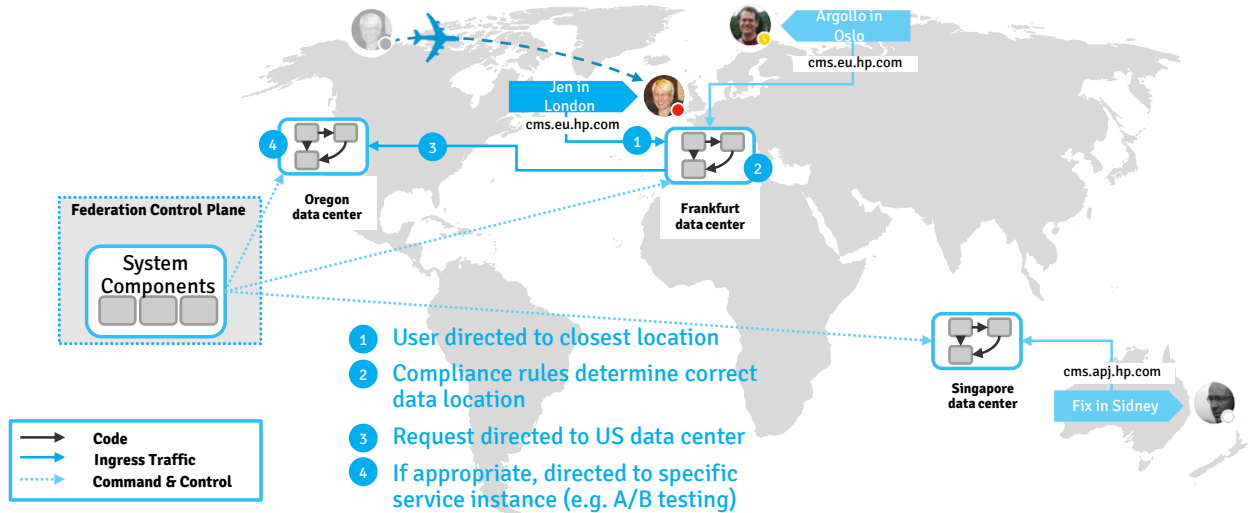 Argollo in
Oslo
cms.eu.hp.com
Jen in
London
cms.eu.hp.com
4
3
1
2
Oregon
data center
Frankfurt
data center
Federation Control Plane
System
Components
1 User directed to closest location
2 Compliance rules determine correct
data location
3 Request directed to US data center
4 If appropriate, directed to specific
service instance (e.g. A/B testing)
Singapore
data center
cms.apj.hp.com
Fix in Sidney
Code
Ingress Traffic
Command & Control